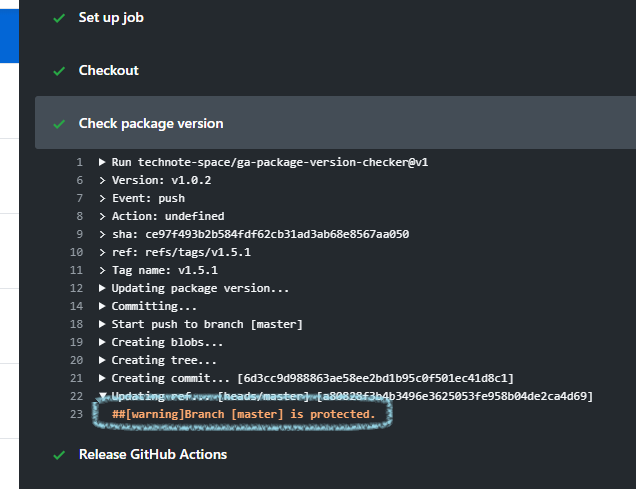 Set up job
Checkout
Check package version
1 Run technote-space/ga-package-version-checker@v1
6 > Version: v1.0.2
7 > Event: push
8 > Action: undefined
9 > sha: ce97f493b2b584fdf62cb31ad3ab68e8567aa050
10 > ref: refs/tags/v1.5.1
11 > Tag name: v1.5.1
12 Updating package version...
14 Committing...
18 Start push to branch [master]
19 Creating blobs...
20 Creating tree...
21 Creating commit... [6d3cc9d988863ae58ee2bd1b95c0f501ec41d8c1]
22 Updating ref... [heads/master] [a80828f3b4b3496e3625053fe958b04de2ca4d69]
23 ##[warning]Branch [master] is protected.
Release GitHub Actions